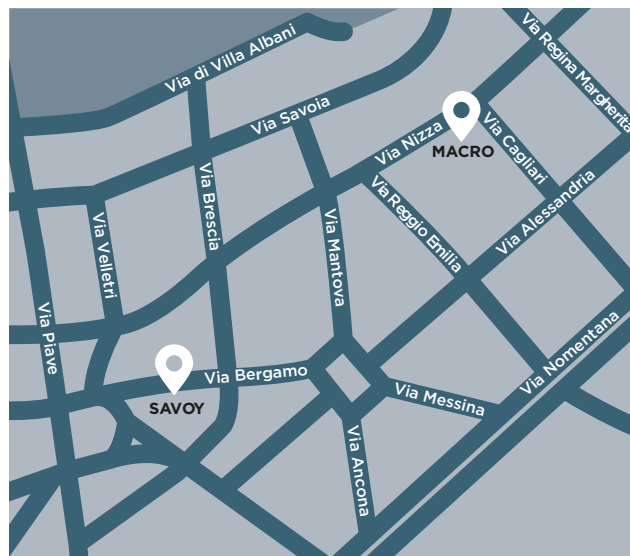 Via di Villa Albani
Via Regina Margherita
Via Savoia
Via Nizza
MACRO
Via Cagliari
Via Brescia
Via Reggio Emilia
Via Alessandria
Via Velletri
Via Mantova
Via Piave
Via Nomentana
Via Bergamo
SAVOY
Via Messina
Via Ancona